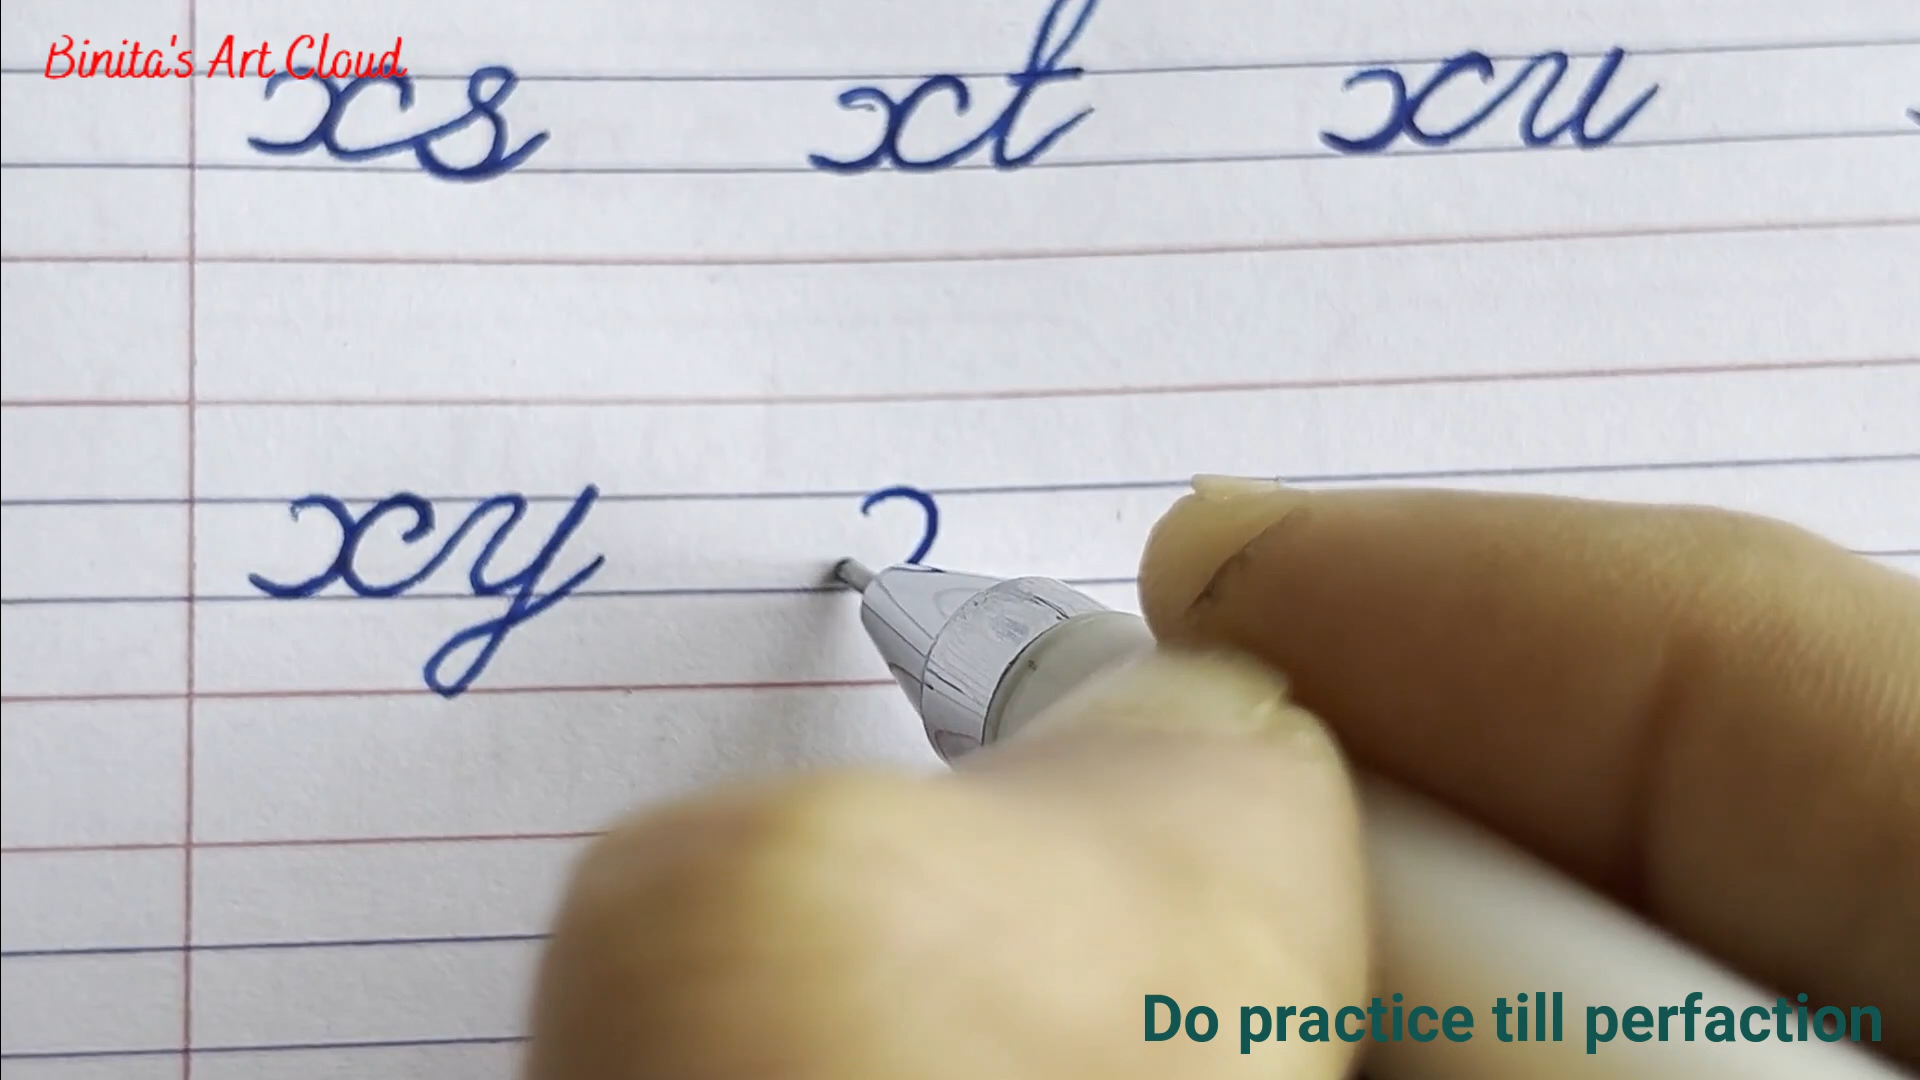 Binita's Art Cloud
xs xt xu
xy
Do practice till perfaction